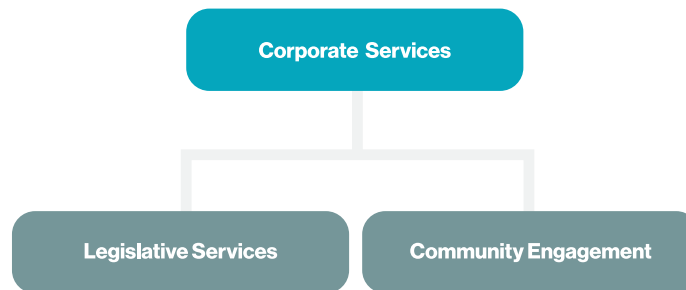 Corporate Services
Legislative Services
Community Engagement